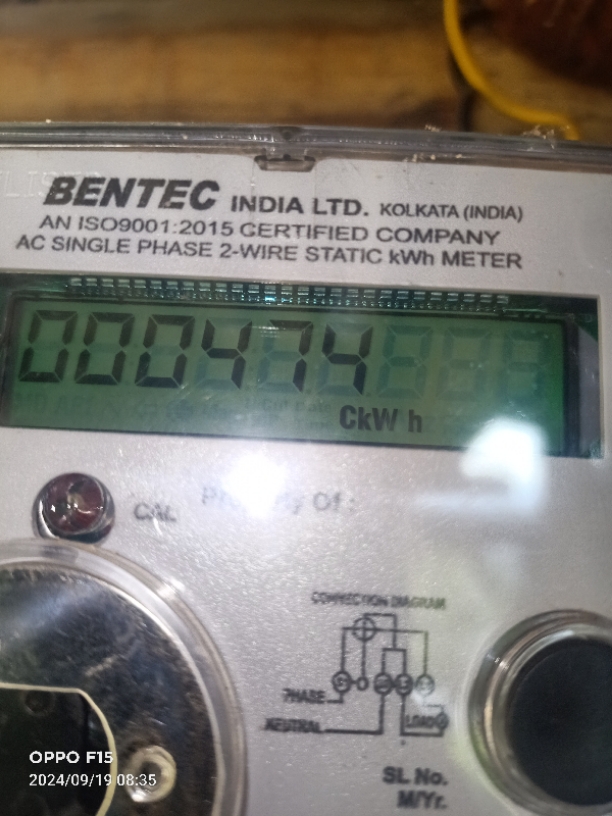 BENTEC INDIA LTD. KOLKATA (INDIA)
AN ISO9001:2015 CERTIFIED COMPANY
AC SINGLE PHASE 2-WIRE STATIC kWh METER
000474
CkW h
CAL
Property Of :
CONNECTION DIAGRAM
PHASE
NEUTRAL
LOAD
SL No.
M/Yr.
OPPO F15
2024/09/19 08:35